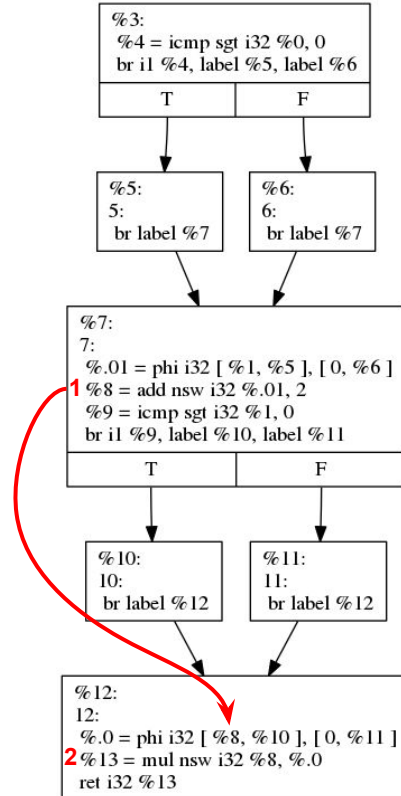 %3:
%4 = icmp sgt i32 %0, 0
br i1 %4, label %5, label %6
T F
%5:
5:
br label %7
%6:
6:
br label %7
%7:
7:
%.01 = phi i32 [ %1, %5 ], [ 0, %6 ]
1 %8 = add nsw i32 %.01, 2
%9 = icmp sgt i32 %1, 0
br i1 %9, label %10, label %11
T F
%10:
10:
br label %12
%11:
11:
br label %12
%12:
12:
%.0 = phi i32 [ %8, %10 ], [ 0, %11 ]
2 %13 = mul nsw i32 %8, %.0
ret i32 %13